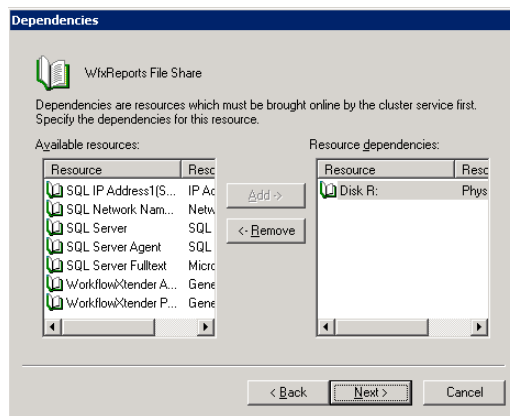 Dependencies
WfxReports File Share
Dependencies are resources which must be brought online by the cluster service first.
Specify the dependencies for this resource.
Available resources:
Resource Resc
SQL IP Address1(S... IP Ac
SQL Network Nam... Netw
SQL Server SQL
SQL Server Agent SQL
SQL Server Fulltext Micro
WorkflowXtender A... Gene
WorkflowXtender P... Gene
Add ->
<- Remove
Resource dependencies:
Resource Resc
Disk R: Phys
< Back
Next >
Cancel